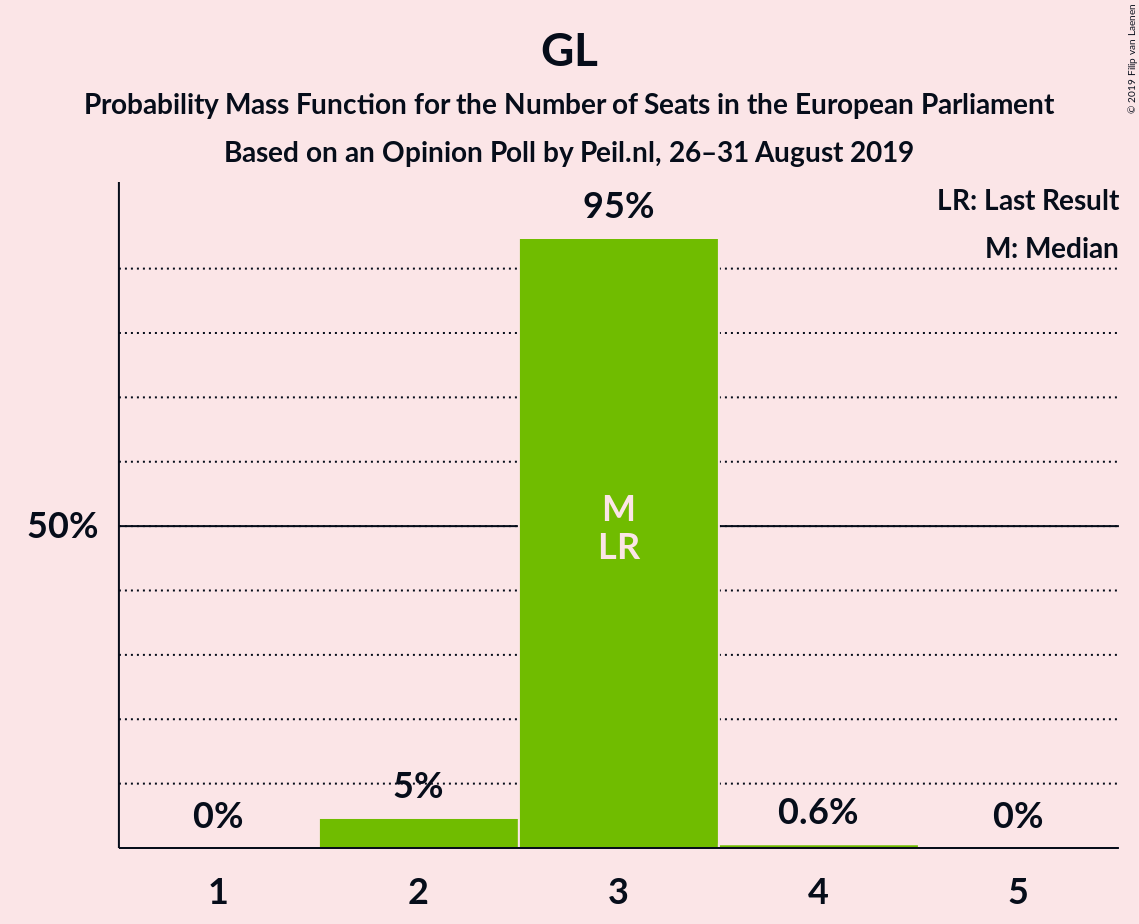 GL
Probability Mass Function for the Number of Seats in the European Parliament
Based on an Opinion Poll by Peil.nl, 26–31 August 2019
© 2019 Filip van Laenen
LR: Last Result
M: Median
95%
50%
M
LR
0%
5%
0.6%
0%
1
2
3
4
5